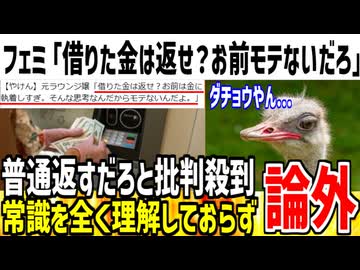 フェミ「借りた金は返せ？お前モテないだろ」
【やけん】元ラウンジ嬢「借りた金は返せ？お前は金に
執着しすぎ。そんな思考なんだからモテないんだよ。」
ダチョウやん...
普通返すだろと批判殺到
常識を全く理解しておらず
論外